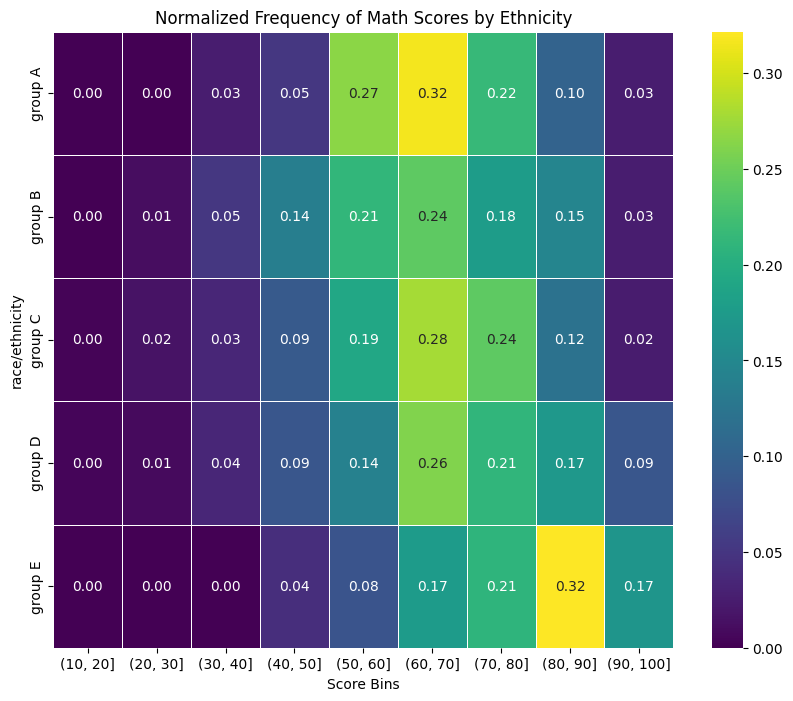 Normalized Frequency of Math Scores by Ethnicity
race/ethnicity
group A
0.00 0.00 0.03 0.05 0.27 0.32 0.22 0.10 0.03
group B
0.00 0.01 0.05 0.14 0.21 0.24 0.18 0.15 0.03
group C
0.00 0.02 0.03 0.09 0.19 0.28 0.24 0.12 0.02
group D
0.00 0.01 0.04 0.09 0.14 0.26 0.21 0.17 0.09
group E
0.00 0.00 0.00 0.04 0.08 0.17 0.21 0.32 0.17
(10, 20] (20, 30] (30, 40] (40, 50] (50, 60] (60, 70] (70, 80] (80, 90] (90, 100]
Score Bins
0.30
0.25
0.20
0.15
0.10
0.05
0.00